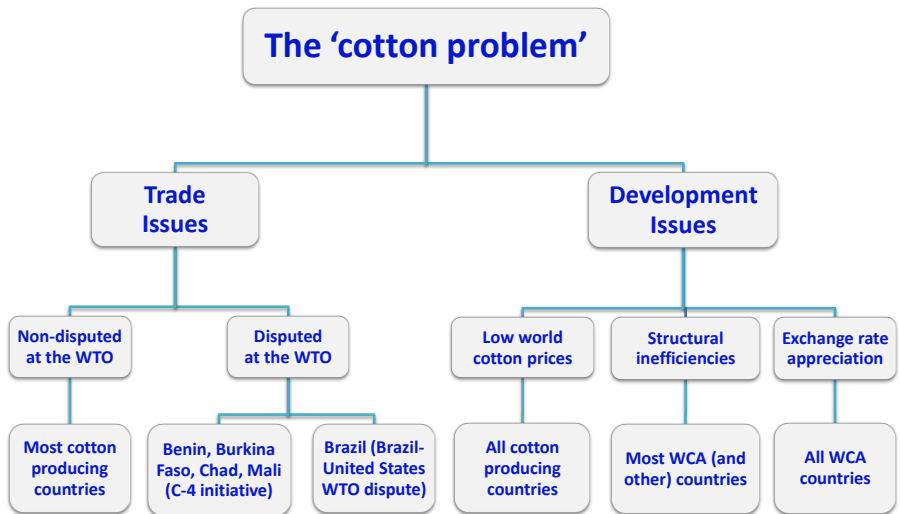 The ‘cotton problem’
Trade
Issues
Development
Issues
Non-disputed
at the WTO
Disputed
at the WTO
Low world
cotton prices
Structural
inefficiencies
Exchange rate
appreciation
Most cotton
producing
countries
Benin, Burkina
Faso, Chad, Mali
(C-4 initiative)
Brazil (Brazil-
United States
WTO dispute)
All cotton
producing
countries
Most WCA (and
other) countries
All WCA
countries